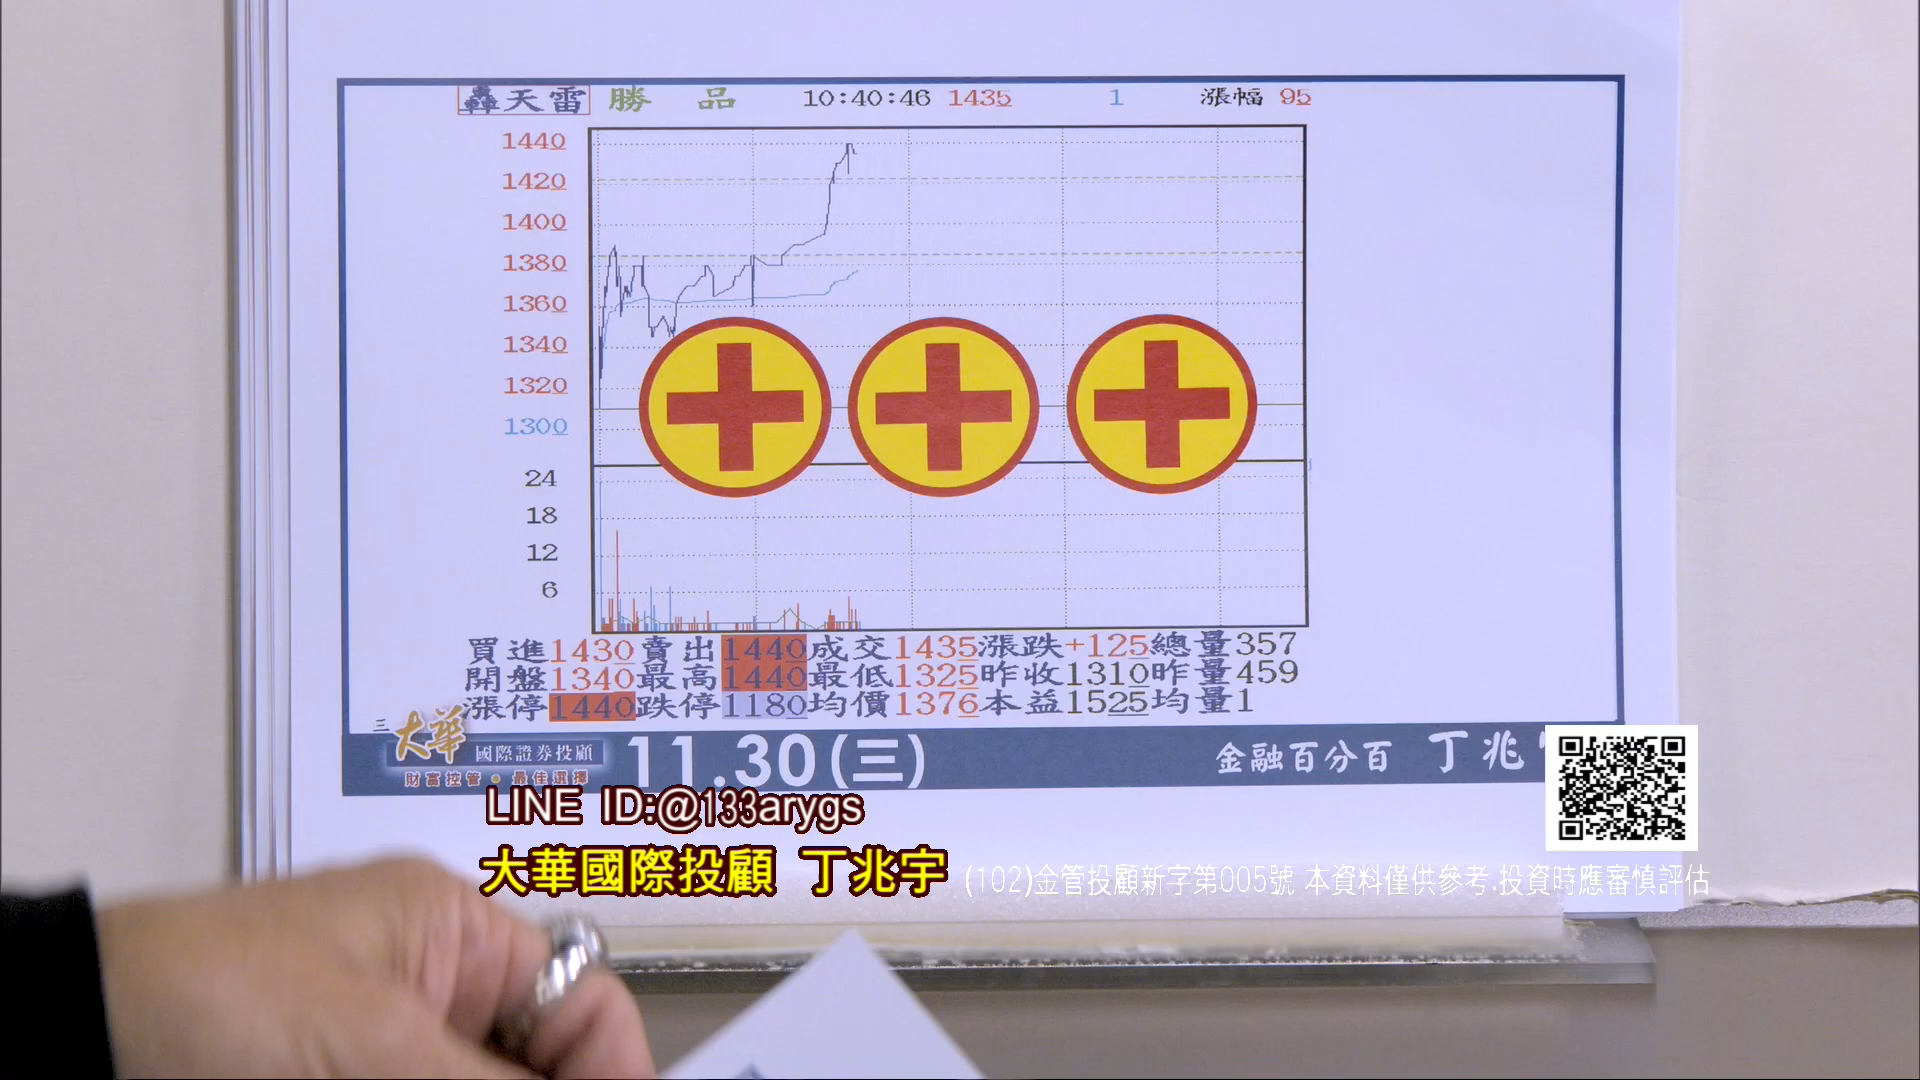 轟天雷 勝 品 10:40:46 1435 1 漲幅 95
1440
1420
1400
1380
1360
1340
1320
1300
24
18
12
6
買進1430賣出1440成交1435漲跌+125總量357
開盤1340最高1440最低1325昨收1310昨量459
漲停1440跌停1180均價1376本益1525均量1
三 大華 國際證券投顧
財富控管・最佳選擇
11.30(三)
金融百分百 丁兆
LINE ID:@133arygs
大華國際投顧 丁兆宇
(102)金管投顧新字第005號 本資料僅供參考.投資時應審慎評估